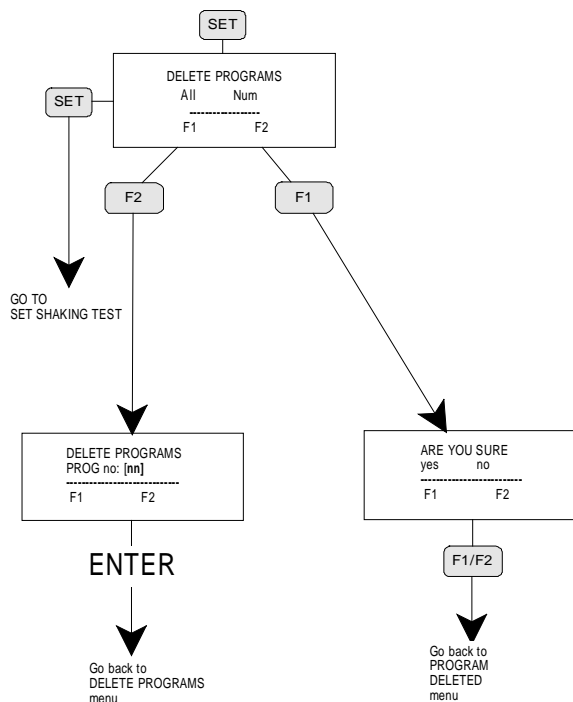 SET
DELETE PROGRAMS
All Num
-------------------
F1 F2
SET
F2
F1
GO TO
SET SHAKING TEST
DELETE PROGRAMS
PROG no: [nn]
-----------------------------
F1 F2
ARE YOU SURE
yes no
---------------------------
F1 F2
ENTER
F1/F2
Go back to
DELETE PROGRAMS
menu
Go back to
PROGRAM
DELETED
menu